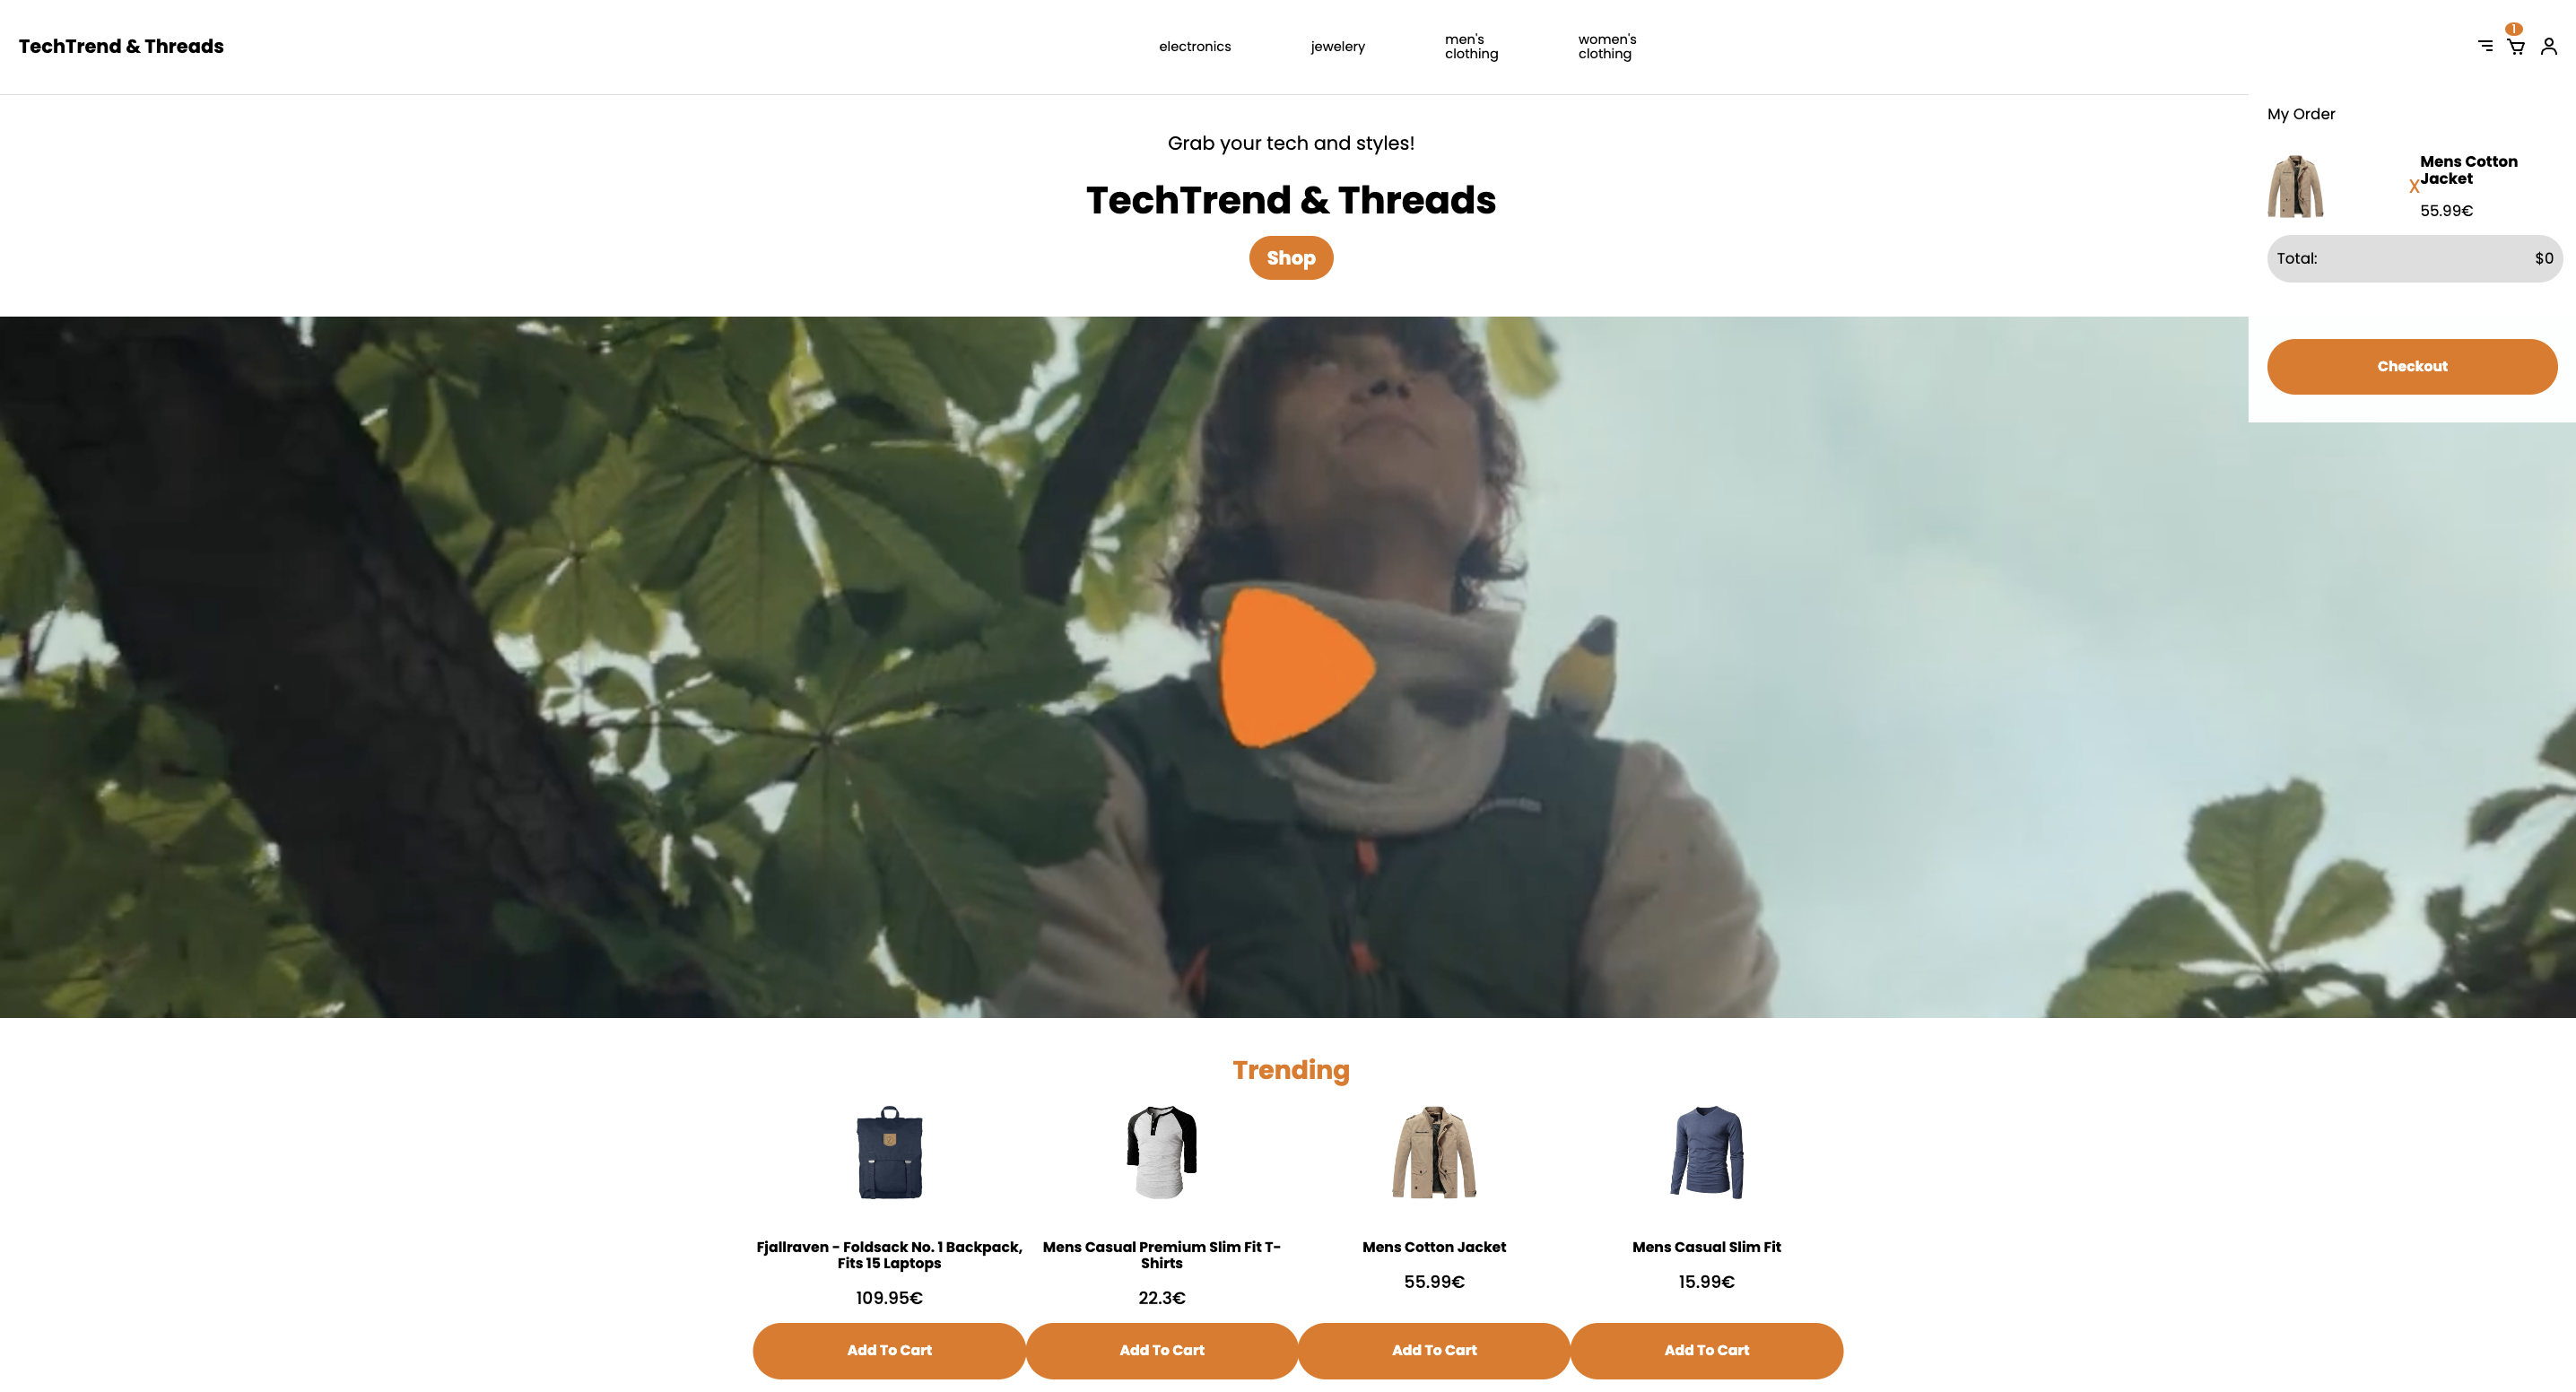 TechTrend & Threads
electronics
jewelery
men's
clothing
women's
clothing
1
My Order
Mens Cotton
Jacket
X
55.99€
Total:
$0
Checkout
Grab your tech and styles!
TechTrend & Threads
Shop
Trending
Fjallraven - Foldsack No. 1 Backpack,
Fits 15 Laptops
109.95€
Add To Cart
Mens Casual Premium Slim Fit T-
Shirts
22.3€
Add To Cart
Mens Cotton Jacket
55.99€
Add To Cart
Mens Casual Slim Fit
15.99€
Add To Cart